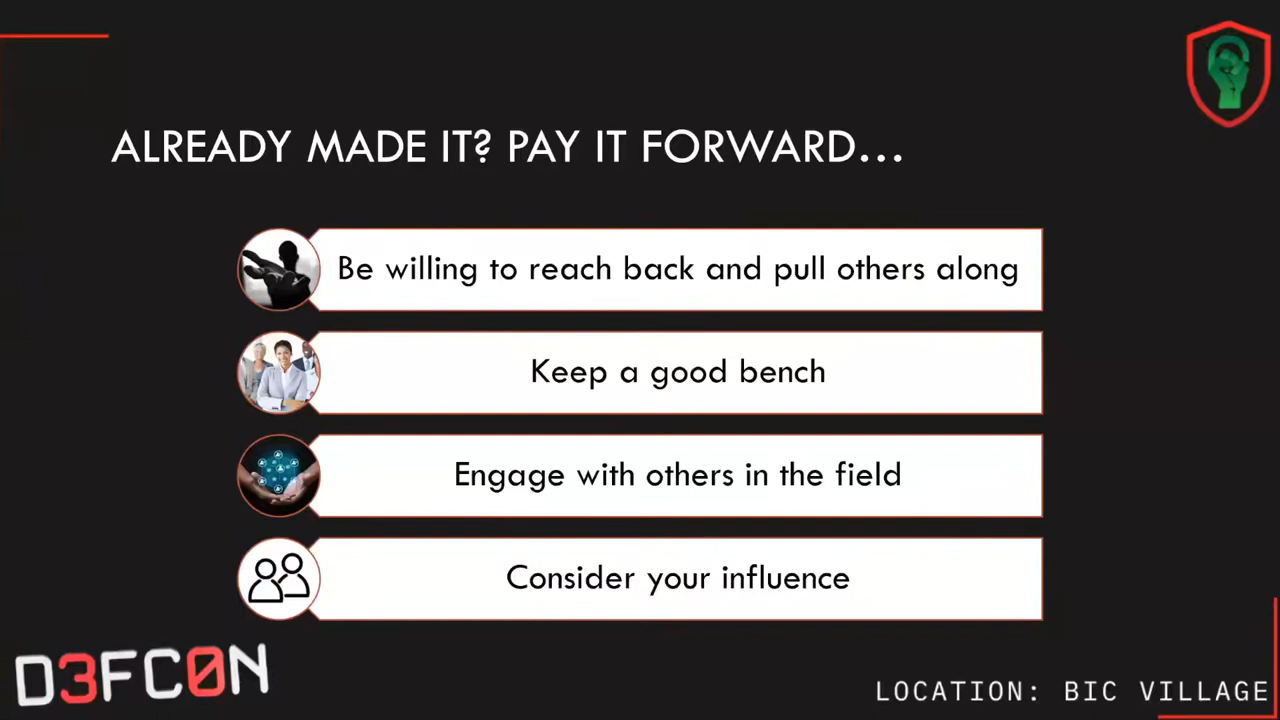 ALREADY MADE IT? PAY IT FORWARD...
Be willing to reach back and pull others along
Keep a good bench
Engage with others in the field
Consider your influence
D3FC0N
LOCATION: BIC VILLAGE